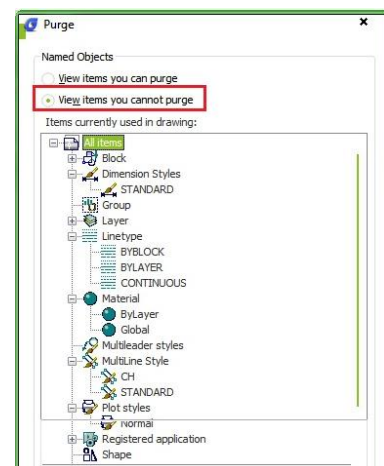 Purge
Named Objects
View items you can purge
View items you cannot purge
Items currently used in drawing:
All items
Block
Dimension Styles
STANDARD
Group
Layer
Linetype
BYBLOCK
BYLAYER
CONTINUOUS
Material
ByLayer
Global
Multileader styles
MultiLine Style
CH
STANDARD
Plot styles
Normal
Registered application
Shape